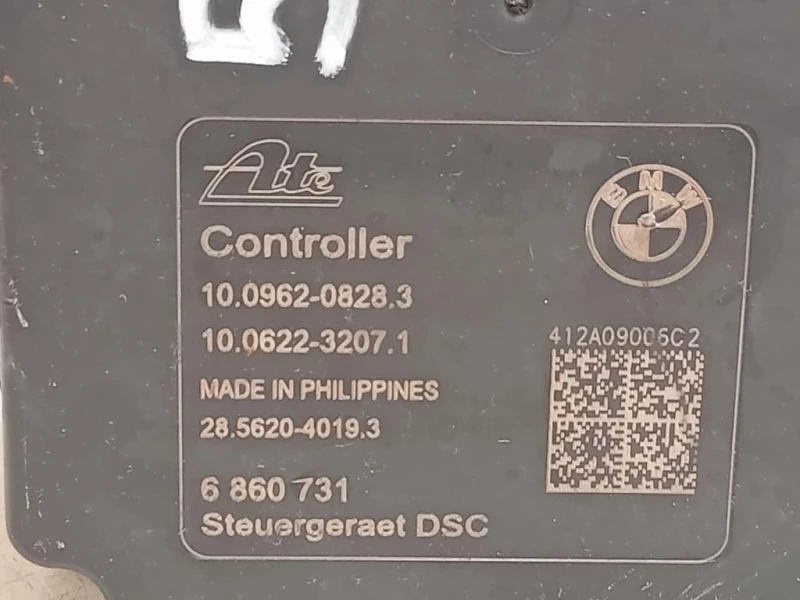 Ate
BMW
Controller
10.0962-0828.3
10.0622-3207.1
412A09006C2
MADE IN PHILIPPINES
28.5620-4019.3
6 860 731
Steuergeraet DSC